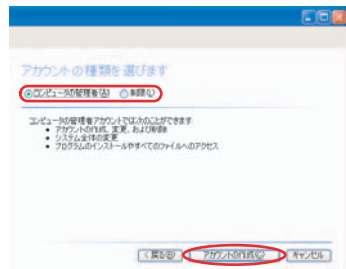 アカウントの種類を選びます
コンピュータの管理者(A) 制限(L)
コンピュータの管理者アカウントでは次のことができます:
アカウントの作成、変更、および削除
システム全体の変更
プログラムのインストールやすべてのファイルへのアクセス
< 戻る(B) アカウントの作成(C) キャンセル